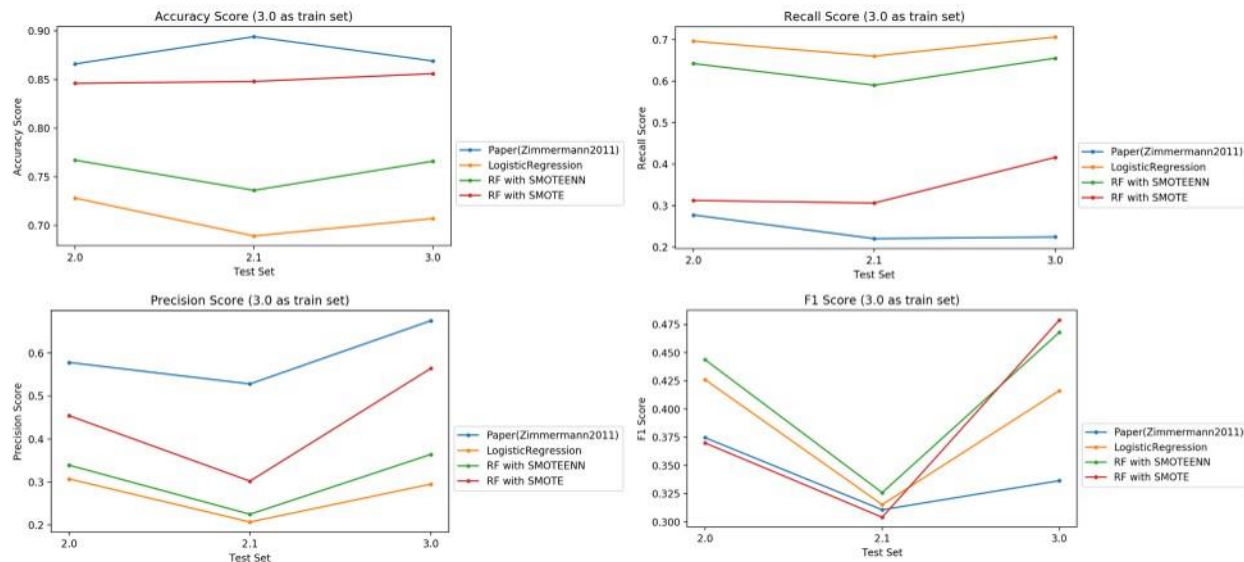 Accuracy Score (3.0 as train set)
0.90
0.85
0.80
0.75
0.70
Accuracy Score
2.0 2.1 3.0
Test Set
Paper(Zimmermann2011)
LogisticRegression
RF with SMOTEENN
RF with SMOTE
Recall Score (3.0 as train set)
0.7
0.6
0.5
0.4
0.3
0.2
Recall Score
2.0 2.1 3.0
Test Set
Paper(Zimmermann2011)
LogisticRegression
RF with SMOTEENN
RF with SMOTE
Precision Score (3.0 as train set)
0.6
0.5
0.4
0.3
0.2
Precision Score
2.0 2.1 3.0
Test Set
Paper(Zimmermann2011)
LogisticRegression
RF with SMOTEENN
RF with SMOTE
F1 Score (3.0 as train set)
0.475
0.450
0.425
0.400
0.375
0.350
0.325
0.300
F1 Score
2.0 2.1 3.0
Test Set
Paper(Zimmermann2011)
LogisticRegression
RF with SMOTEENN
RF with SMOTE